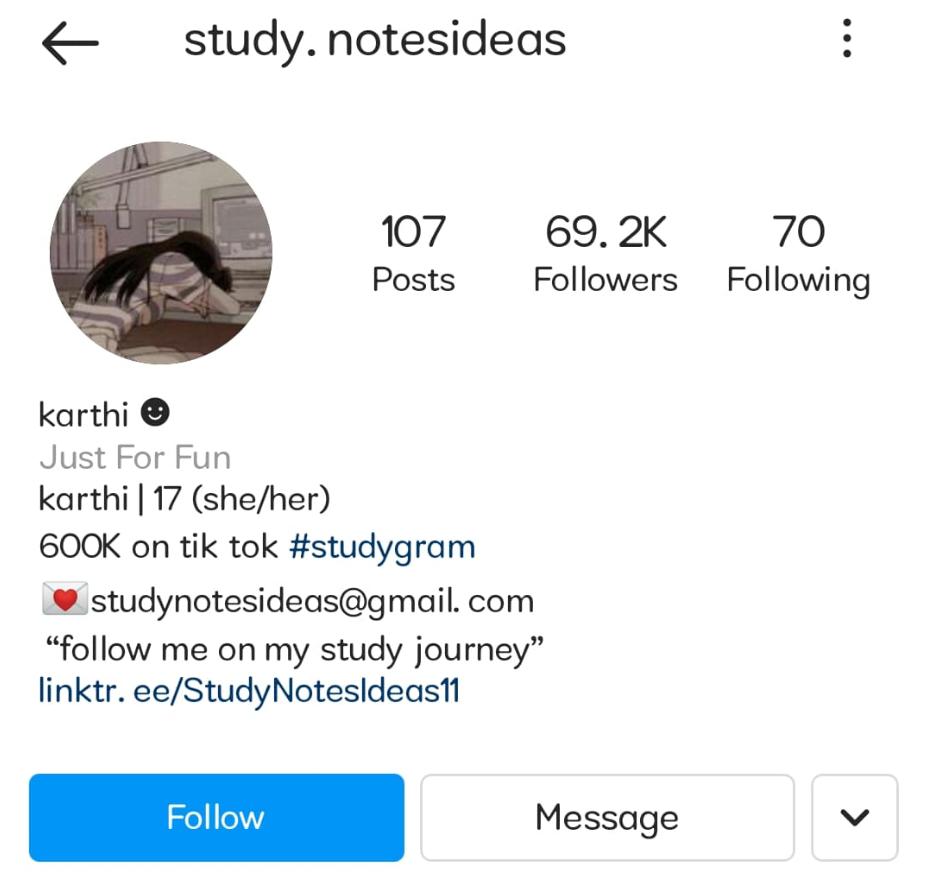 study.notesideas
107 69.2K 70
Posts Followers Following
karthi
Just For Fun
karthi | 17 (she/her)
600K on tik tok #studygram
💌studynotesideas@gmail.com
“follow me on my study journey”
linktr.ee/StudyNotesIdeas11
Follow Message